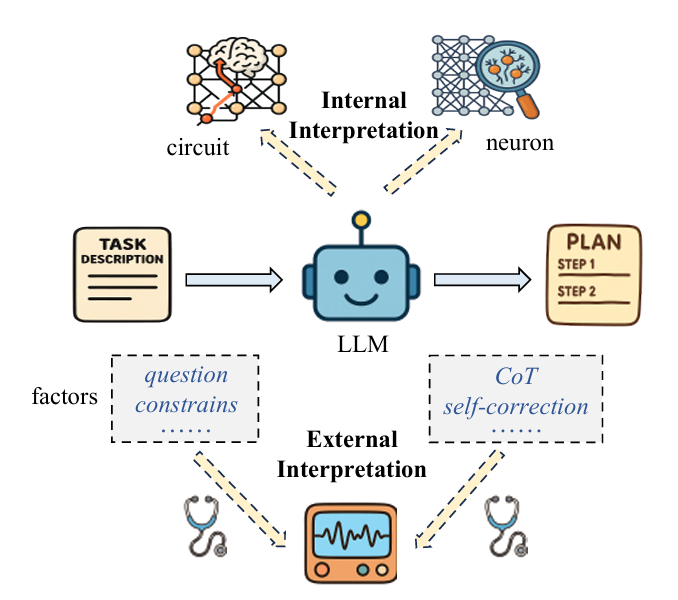 Internal
Interpretation
circuit
neuron
TASK
DESCRIPTION
PLAN
STEP 1
STEP 2
LLM
factors
question
constrains
......
CoT
self-correction
......
External
Interpretation